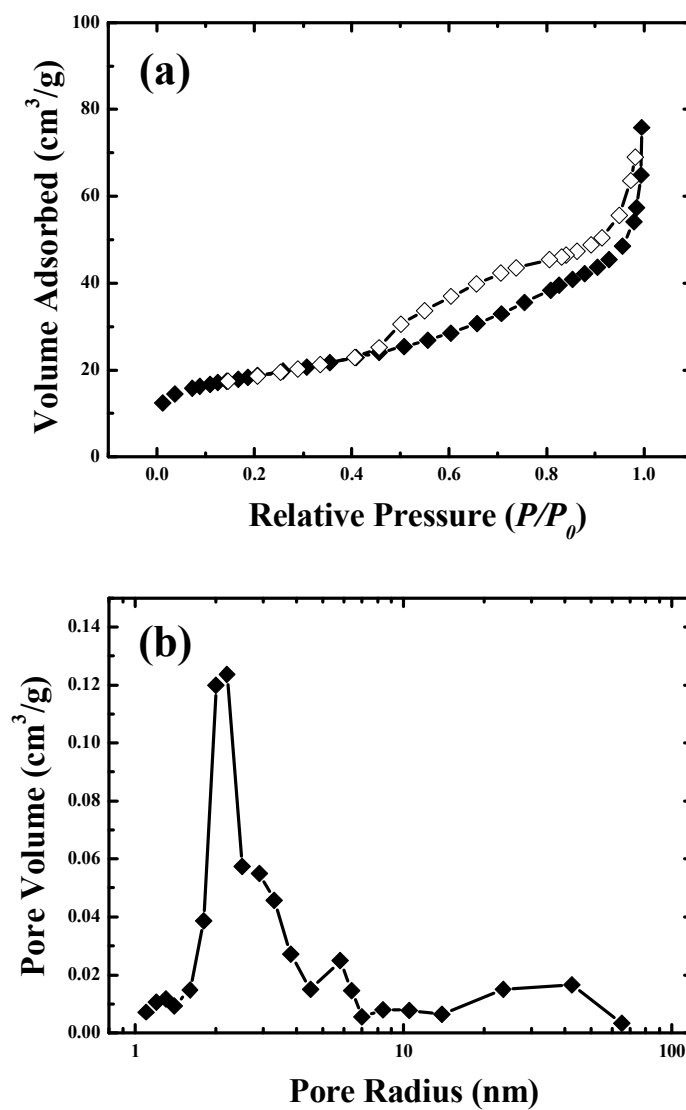 (a)
Volume Adsorbed (cm³/g)
100
80
60
40
20
0
0.0 0.2 0.4 0.6 0.8 1.0
Relative Pressure (P/P₀)
(b)
Pore Volume (cm³/g)
0.14
0.12
0.10
0.08
0.06
0.04
0.02
0.00
1 10 100
Pore Radius (nm)